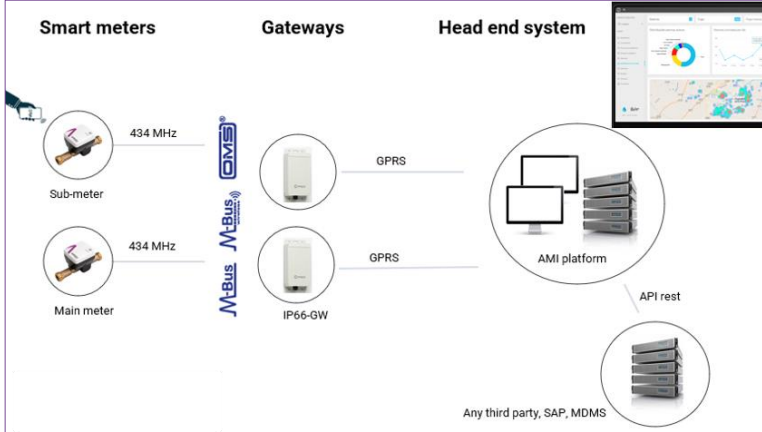 Smart meters
Gateways
Head end system
434 MHz
OMS
GPRS
Sub-meter
M-Bus
AMI platform
434 MHz
GPRS
M-Bus
Main meter
IP66-GW
API rest
Any third party, SAP, MDMS